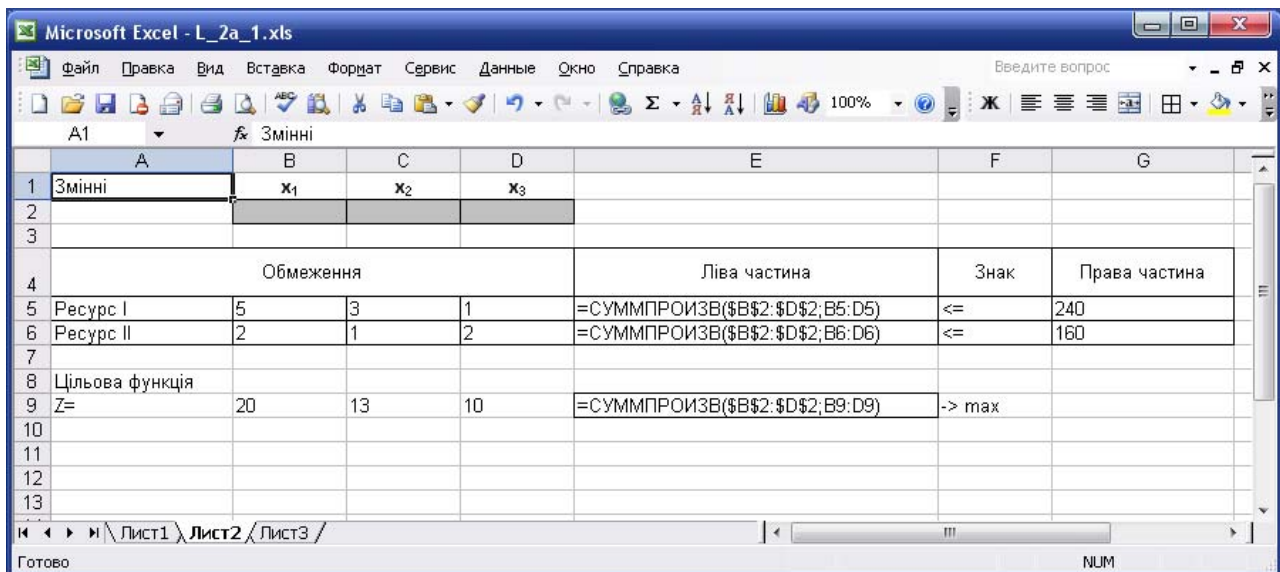 Microsoft Excel - L_2a_1.xls
Файл Правка Вид Вставка Формат Сервис Данные Окно Справка Введите вопрос
100% Ж
A1 fx Змінні
A B C D E F G
1 Змінні x₁ x₂ x₃
2
3
4 Обмеження Ліва частина Знак Права частина
5 Ресурс I 5 3 1 =СУММПРОИЗВ($B$2:$D$2;B5:D5) <= 240
6 Ресурс II 2 1 2 =СУММПРОИЗВ($B$2:$D$2;B6:D6) <= 160
7
8 Цільова функція
9 Z= 20 13 10 =СУММПРОИЗВ($B$2:$D$2;B9:D9) -> max
10
11
12
13
Лист1 Лист2 Лист3
Готово NUM